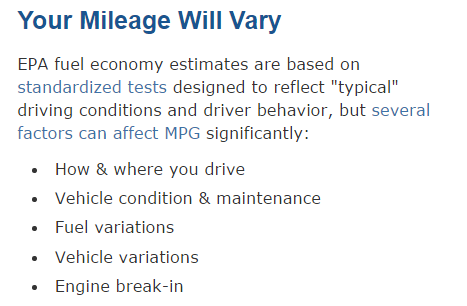 Your Mileage Will Vary
EPA fuel economy estimates are based on
standardized tests designed to reflect "typical"
driving conditions and driver behavior, but several
factors can affect MPG significantly:
• How & where you drive
• Vehicle condition & maintenance
• Fuel variations
• Vehicle variations
• Engine break-in